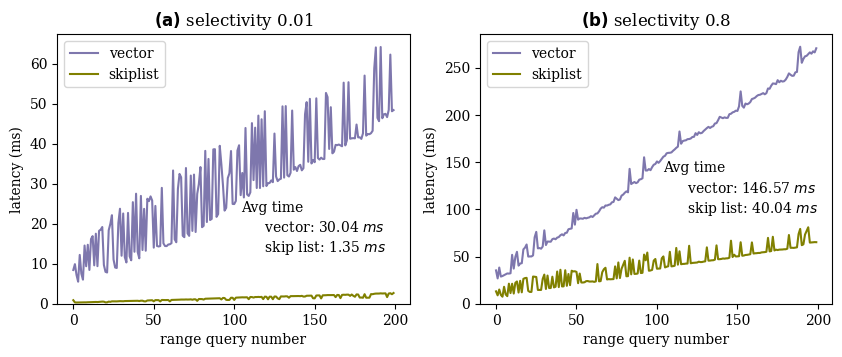 (a) selectivity 0.01
vector
skiplist
60
50
40
30
20
10
0
latency (ms)
Avg time
vector: 30.04 ms
skip list: 1.35 ms
0 50 100 150 200
range query number
(b) selectivity 0.8
vector
skiplist
250
200
150
100
50
0
latency (ms)
Avg time
vector: 146.57 ms
skip list: 40.04 ms
0 50 100 150 200
range query number